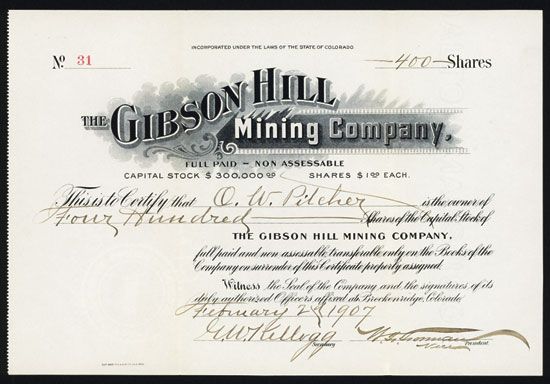 INCORPORATED UNDER THE LAWS OF THE STATE OF COLORADO
No. 31
400 Shares
THE GIBSON HILL
Mining Company,
FULL PAID – NON ASSESSABLE
CAPITAL STOCK $300,000.00 SHARES $1.00 EACH.
This is to Certify that O. W. Pitcher is the owner of
Four Hundred Shares of the Capital Stock of
THE GIBSON HILL MINING COMPANY,
full paid and non assessable, transferable only on the Books of the
Company on surrender of this Certificate properly assigned.
Witness the Seal of the Company and the signatures of its
duly authorized Officers affixed at Breckenridge, Colorado,
February 2 1907
G.W. Kellogg
Secretary
President.
Vice